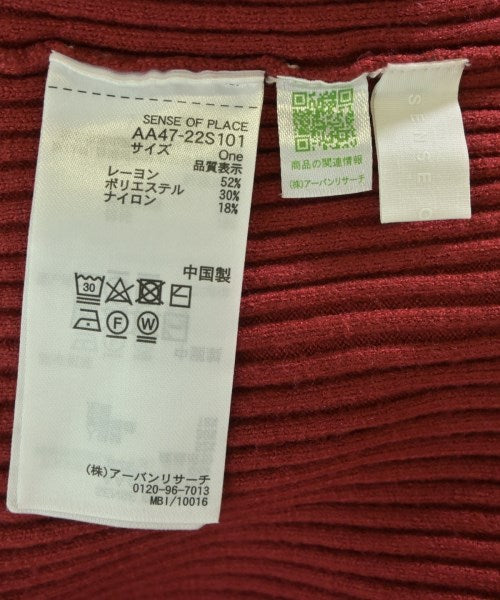 SENSE OF PLACE
AA47-22S101
サイズ One
品質表示
レーヨン 52%
ポリエステル 30%
ナイロン 18%
中国製
30
F W
(株)アーバンリサーチ
0120-96-7013
MBI/10016
商品の関連情報
(株)アーバンリサーチ
SENSE O